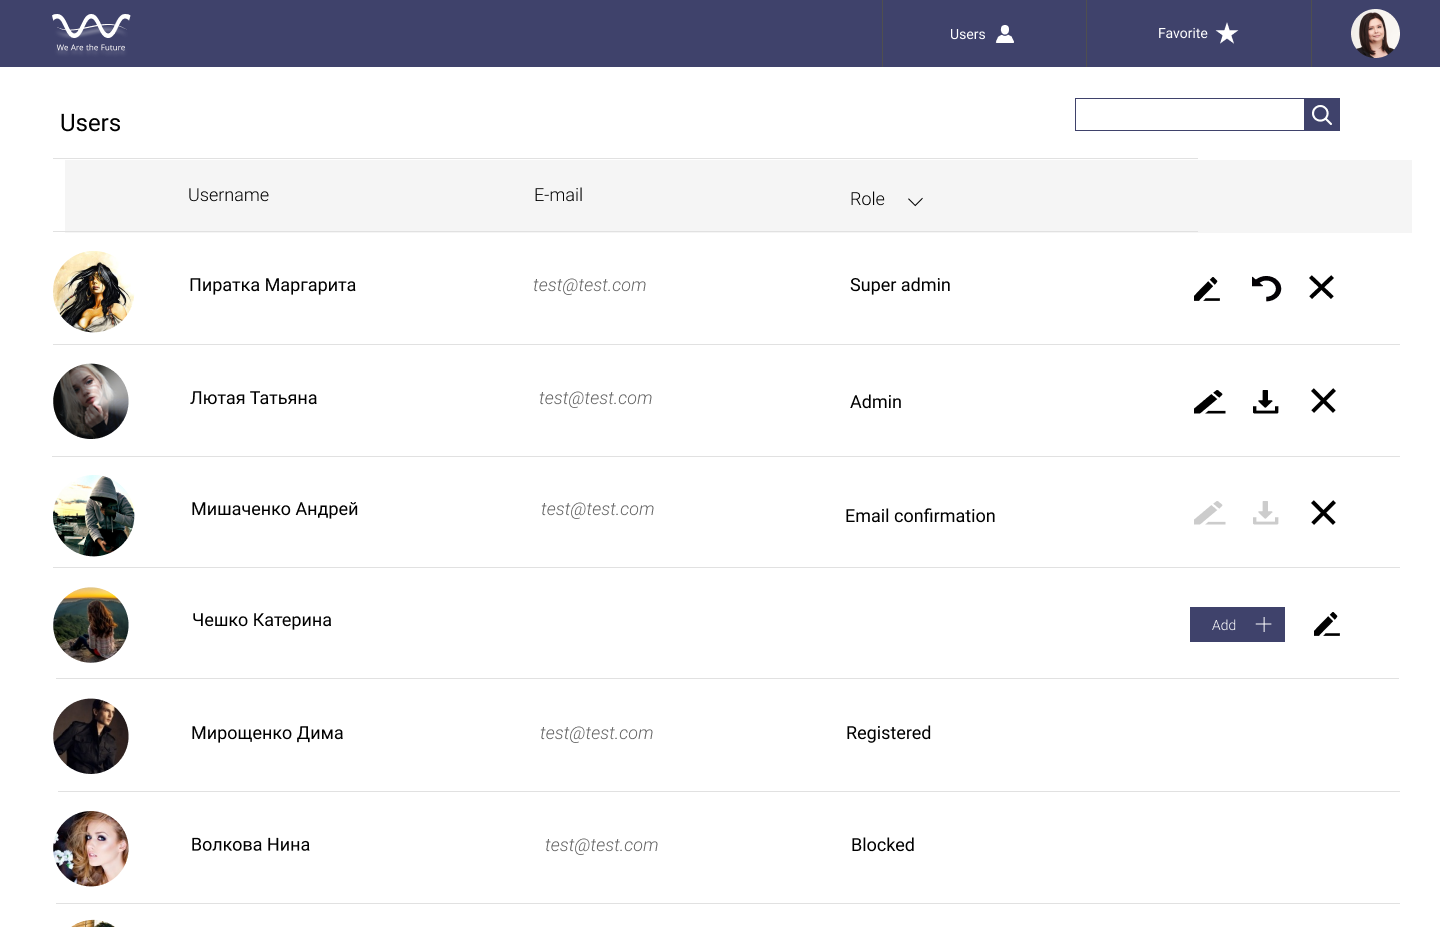 We Are the Future
Users
Favorite
Users
Username E-mail Role
Пиратка Маргарита test@test.com Super admin
Лютая Татьяна test@test.com Admin
Мишаченко Андрей test@test.com Email confirmation
Чешко Катерина Add
Мирощенко Дима test@test.com Registered
Волкова Нина test@test.com Blocked